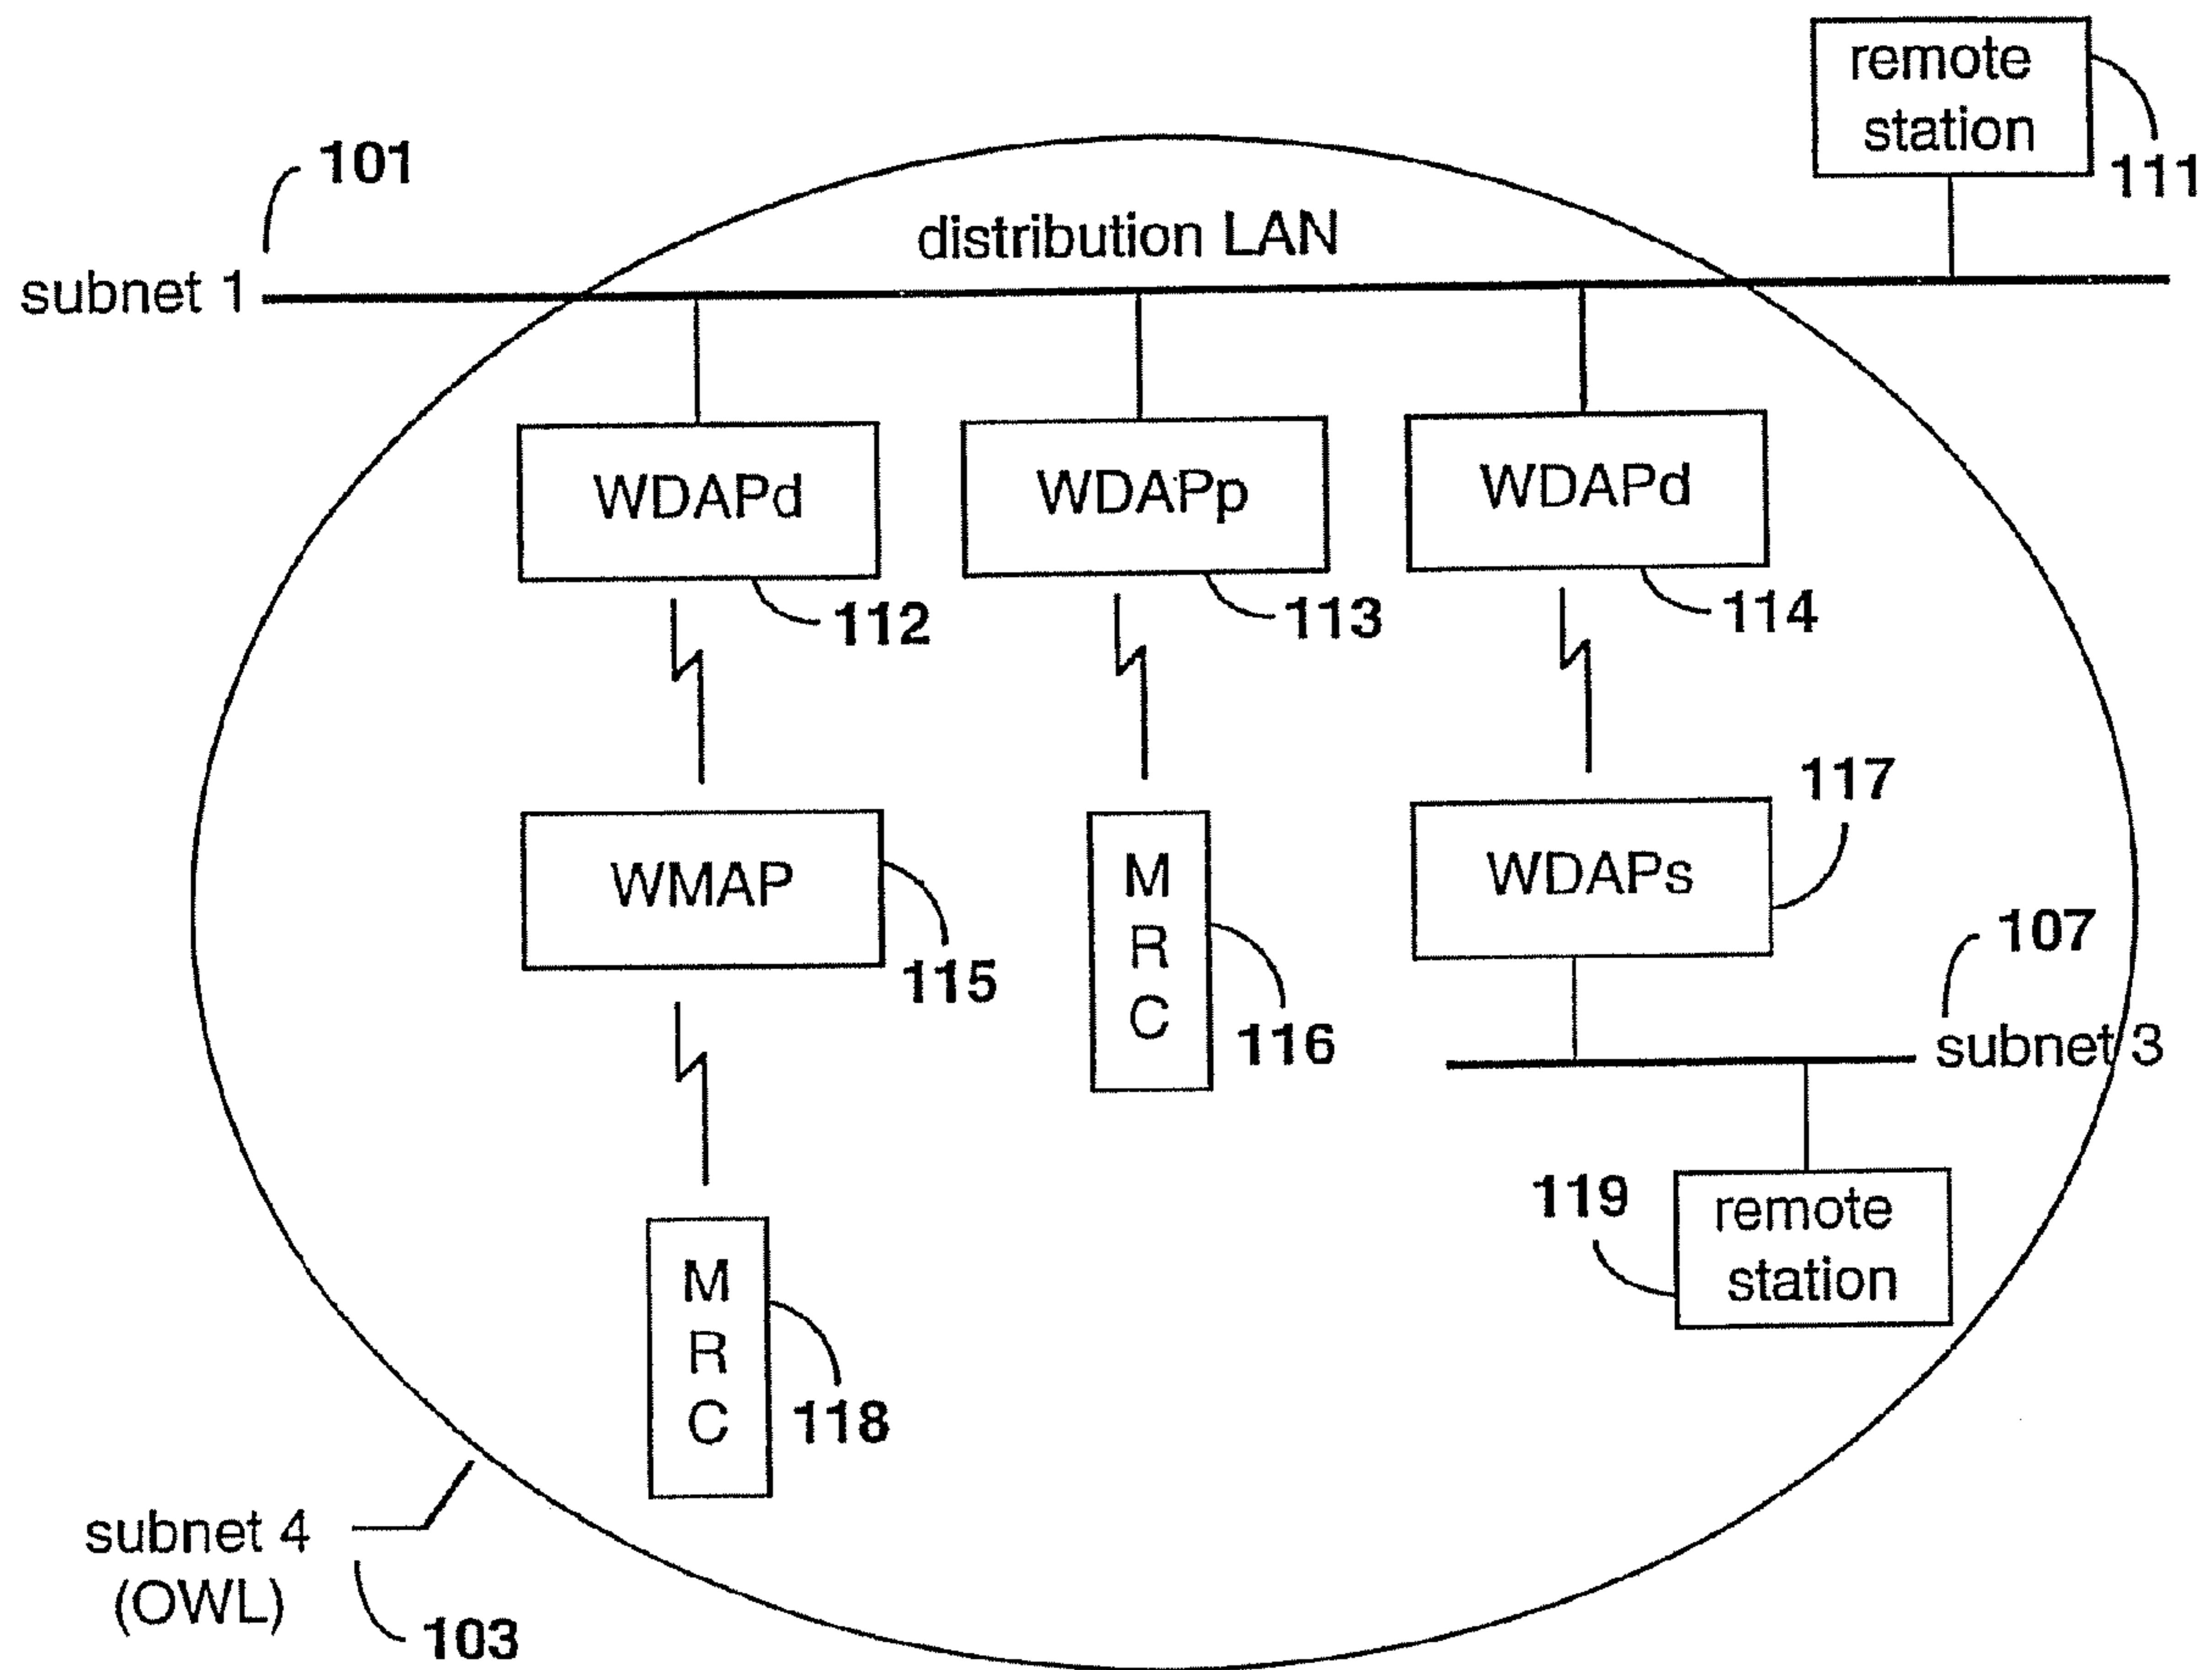 remote
station
111
101
distribution LAN
subnet 1
WDAPd
WDAPp
WDAPd
112
113
114
117
WMAP
M
R
C
WDAPs
107
115
116
subnet 3
119
remote
station
M
R
C
118
subnet 4
(OWL)
103